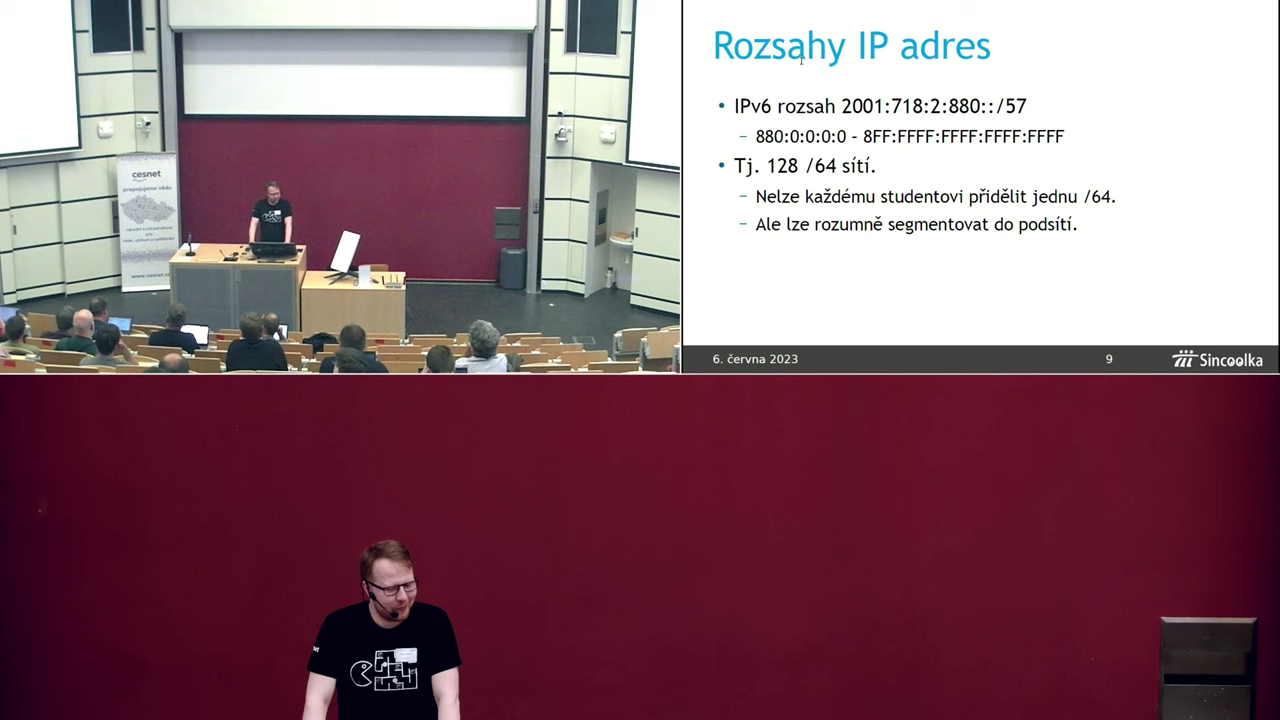 cesnet
propojujeme vědu
www.cesnet.c
Rozsahy IP adres
• IPv6 rozsah 2001:718:2:880::/57
– 880:0:0:0:0 - 8FF:FFFF:FFFF:FFFF:FFFF
• Tj. 128 /64 sítí.
– Nelze každému studentovi přidělit jednu /64.
– Ale lze rozumně segmentovat do podsítí.
6. června 2023
9
Sincoolka